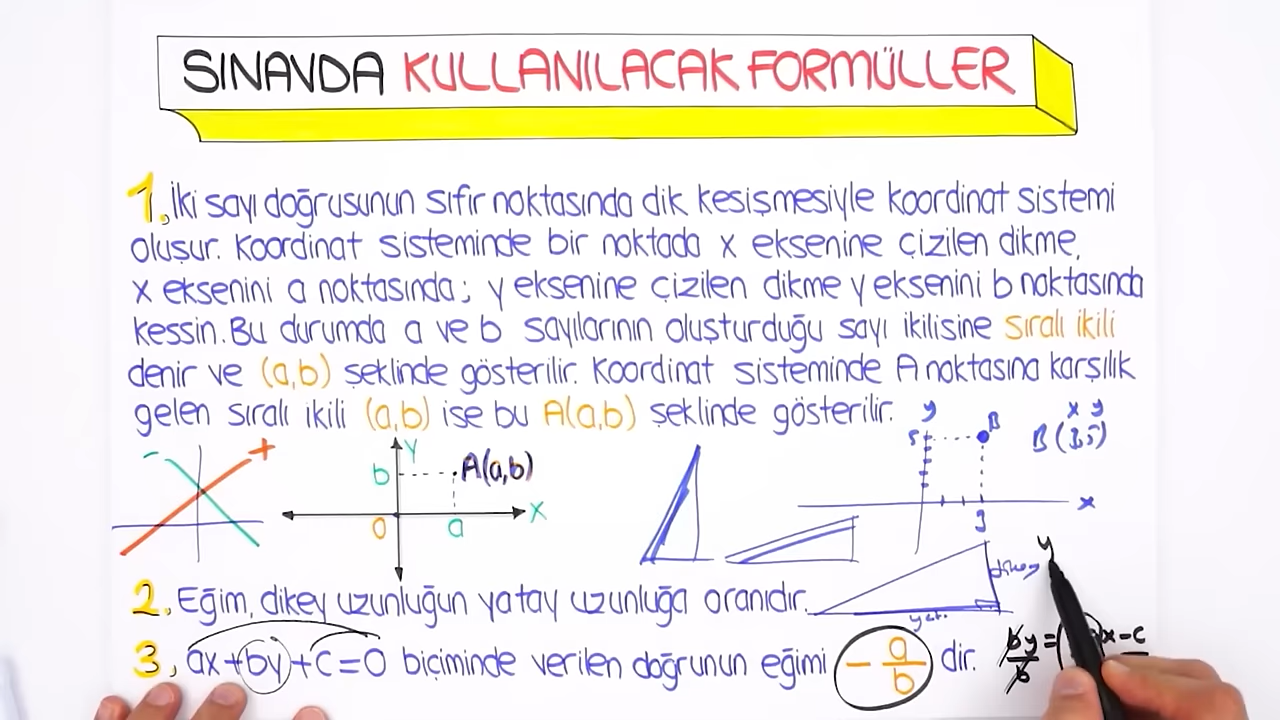 SINAVDA KULLANILACAK FORMÜLLER
1. İki sayı doğrusunun sıfır noktasında dik kesişmesiyle koordinat sistemi
oluşur. Koordinat sisteminde bir noktada x eksenine çizilen dikme,
x eksenini a noktasında; y eksenine çizilen dikme y eksenini b noktasında
kessin. Bu durumda a ve b sayılarının oluşturduğu sayı ikilisine sıralı ikili
denir ve (a,b) şeklinde gösterilir. Koordinat sisteminde A noktasına karşılık
gelen sıralı ikili (a,b) ise bu A(a,b) şeklinde gösterilir.
y
x y
5
B
B (3,5)
- +
y
b
A(a,b)
0
a
x
x
3
y
dikey
2. Eğim, dikey uzunluğun yatay uzunluğa oranıdır.
yat.
3. ax+by+c=0 biçiminde verilen doğrunun eğimi - a/b dir.
by/b = x-c